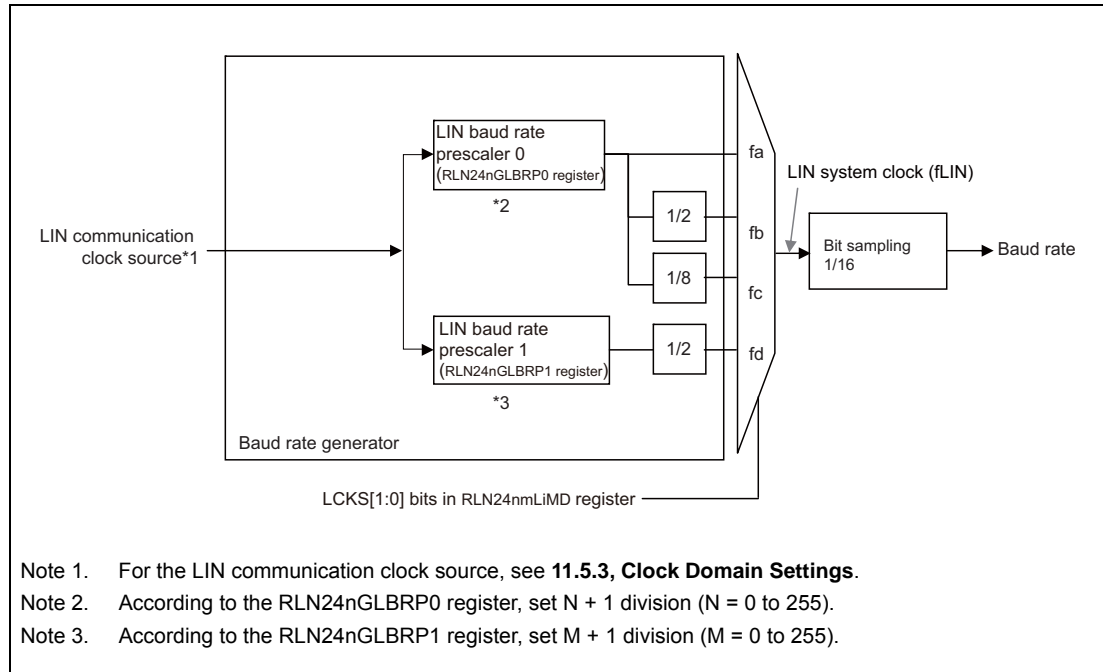 LIN baud rate
prescaler 0
(RLN24nGLBRP0 register)
*2
fa
LIN system clock (fLIN)
1/2
fb
LIN communication
clock source*1
Bit sampling
1/16
Baud rate
1/8
fc
LIN baud rate
prescaler 1
(RLN24nGLBRP1 register)
*3
1/2
fd
Baud rate generator
LCKS[1:0] bits in RLN24nmLiMD register
Note 1. For the LIN communication clock source, see 11.5.3, Clock Domain Settings.
Note 2. According to the RLN24nGLBRP0 register, set N + 1 division (N = 0 to 255).
Note 3. According to the RLN24nGLBRP1 register, set M + 1 division (M = 0 to 255).